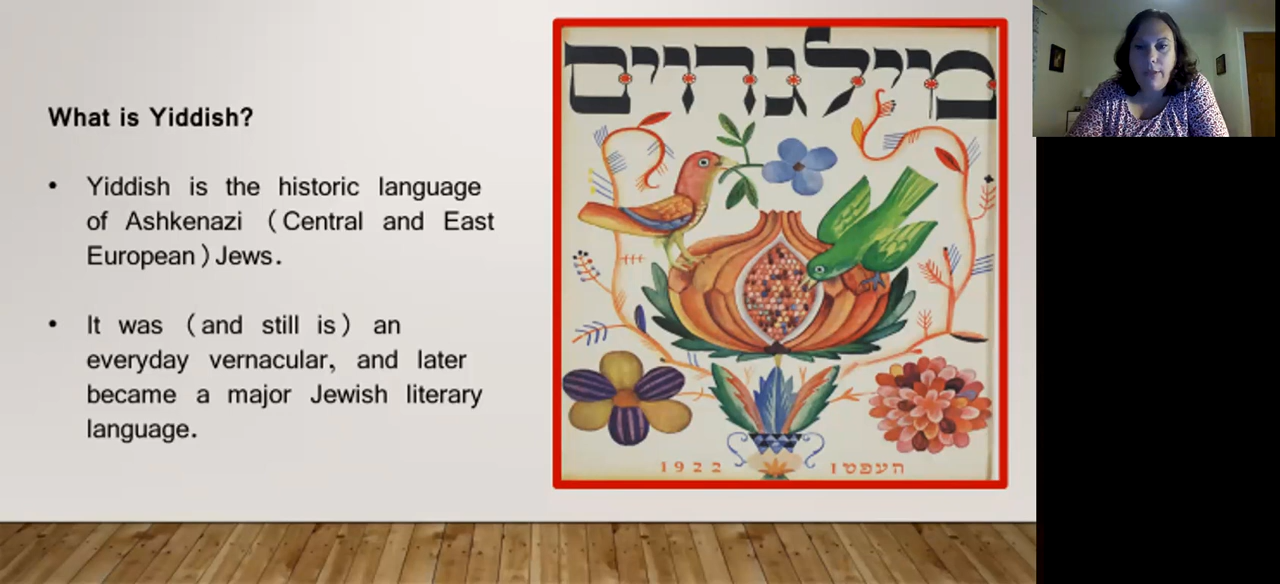 What is Yiddish?
• Yiddish is the historic language
of Ashkenazi (Central and East
European) Jews.
• It was (and still is) an
everyday vernacular, and later
became a major Jewish literary
language.
מילגרוים
1922 העפט 1